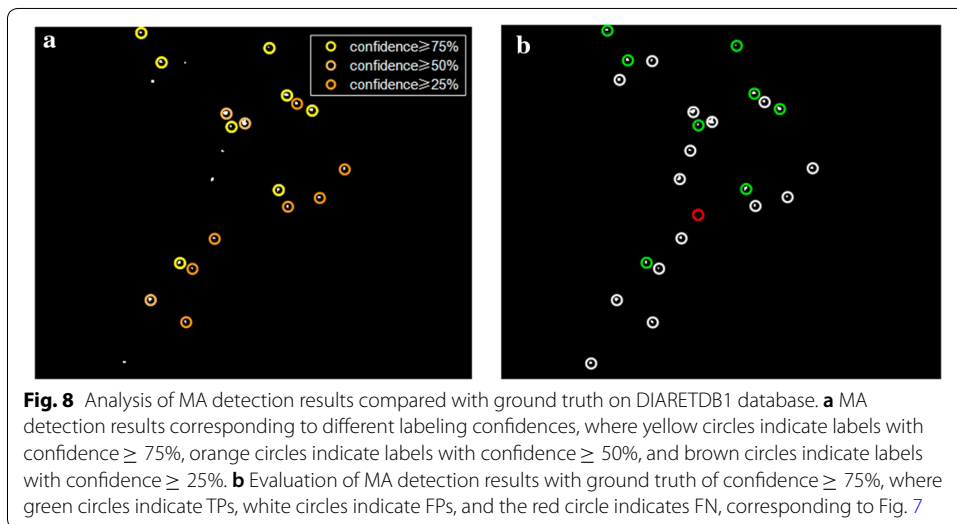 a
confidence≥75%
confidence≥50%
confidence≥25%
b
Fig. 8 Analysis of MA detection results compared with ground truth on DIARETDB1 database. a MA
detection results corresponding to different labeling confidences, where yellow circles indicate labels with
confidence ≥ 75%, orange circles indicate labels with confidence ≥ 50%, and brown circles indicate labels
with confidence ≥ 25%. b Evaluation of MA detection results with ground truth of confidence ≥ 75%, where
green circles indicate TPs, white circles indicate FPs, and the red circle indicates FN, corresponding to Fig. 7